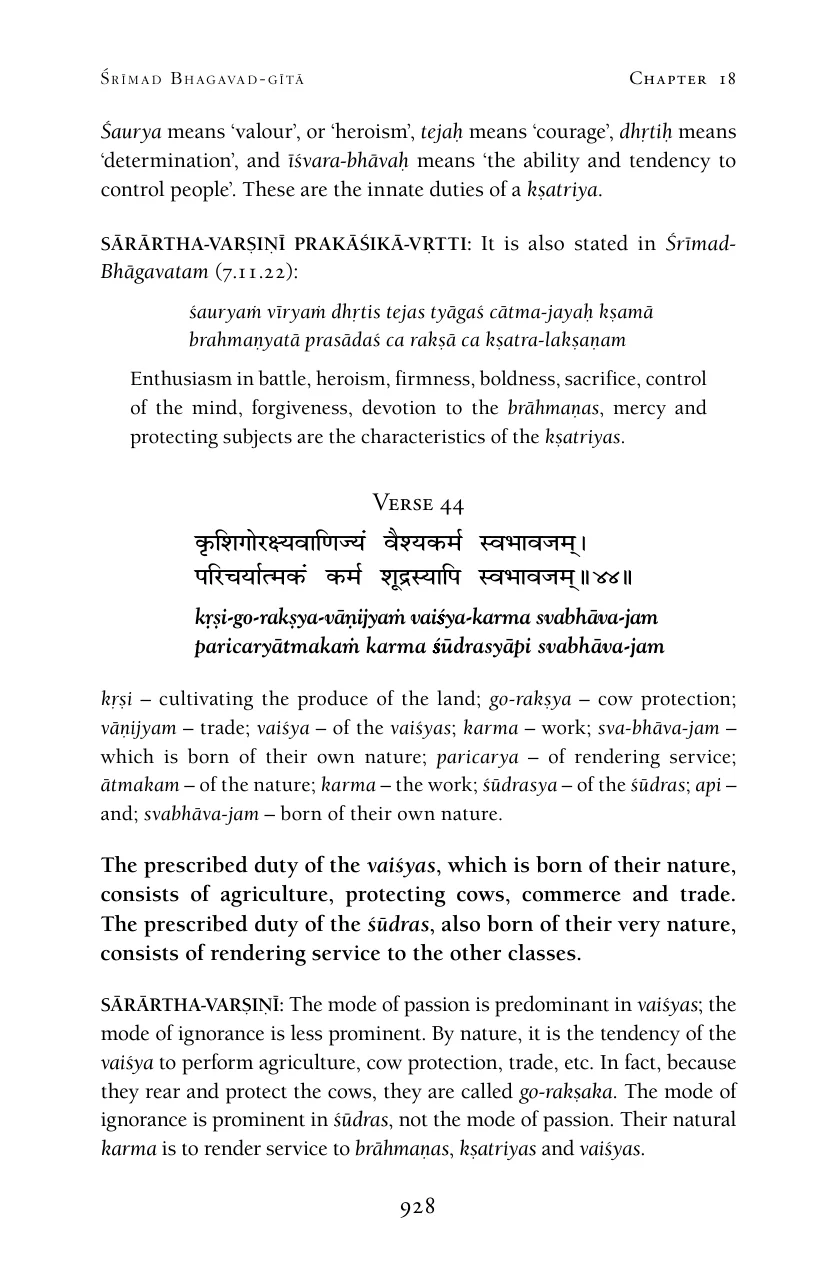 Śrīmad Bhagavad-gītā Chapter 18
Śaurya means ‘valour’, or ‘heroism’, tejaḥ means ‘courage’, dhṛtiḥ means
‘determination’, and īśvara-bhāvaḥ means ‘the ability and tendency to
control people’. These are the innate duties of a kṣatriya.
SĀRĀRTHA-VARṢIṆĪ PRAKĀŚIKĀ-VṚTTI: It is also stated in Śrīmad-
Bhāgavatam (7.11.22):
śauryaṁ vīryaṁ dhṛtis tejas tyāgaś cātma-jayaḥ kṣamā
brahmaṇyatā prasādaś ca rakṣā ca kṣatra-lakṣaṇam
Enthusiasm in battle, heroism, firmness, boldness, sacrifice, control
of the mind, forgiveness, devotion to the brāhmaṇas, mercy and
protecting subjects are the characteristics of the kṣatriyas.
Verse 44
कृशिगोरक्ष्यवाणिज्यं वैश्यकर्म स्वभावजम्।
परिचर्यात्मकं कर्म शूद्रस्यापि स्वभावजम्॥४४॥
kṛṣi-go-rakṣya-vāṇijyaṁ vaiśya-karma svabhāva-jam
paricaryātmakaṁ karma śūdrasyāpi svabhāva-jam
kṛṣi – cultivating the produce of the land; go-rakṣya – cow protection;
vāṇijyam – trade; vaiśya – of the vaiśyas; karma – work; sva-bhāva-jam –
which is born of their own nature; paricarya – of rendering service;
ātmakam – of the nature; karma – the work; śūdrasya – of the śūdras; api –
and; svabhāva-jam – born of their own nature.
The prescribed duty of the vaiśyas, which is born of their nature,
consists of agriculture, protecting cows, commerce and trade.
The prescribed duty of the śūdras, also born of their very nature,
consists of rendering service to the other classes.
SĀRĀRTHA-VARṢIṆĪ: The mode of passion is predominant in vaiśyas; the
mode of ignorance is less prominent. By nature, it is the tendency of the
vaiśya to perform agriculture, cow protection, trade, etc. In fact, because
they rear and protect the cows, they are called go-rakṣaka. The mode of
ignorance is prominent in śūdras, not the mode of passion. Their natural
karma is to render service to brāhmaṇas, kṣatriyas and vaiśyas.
928